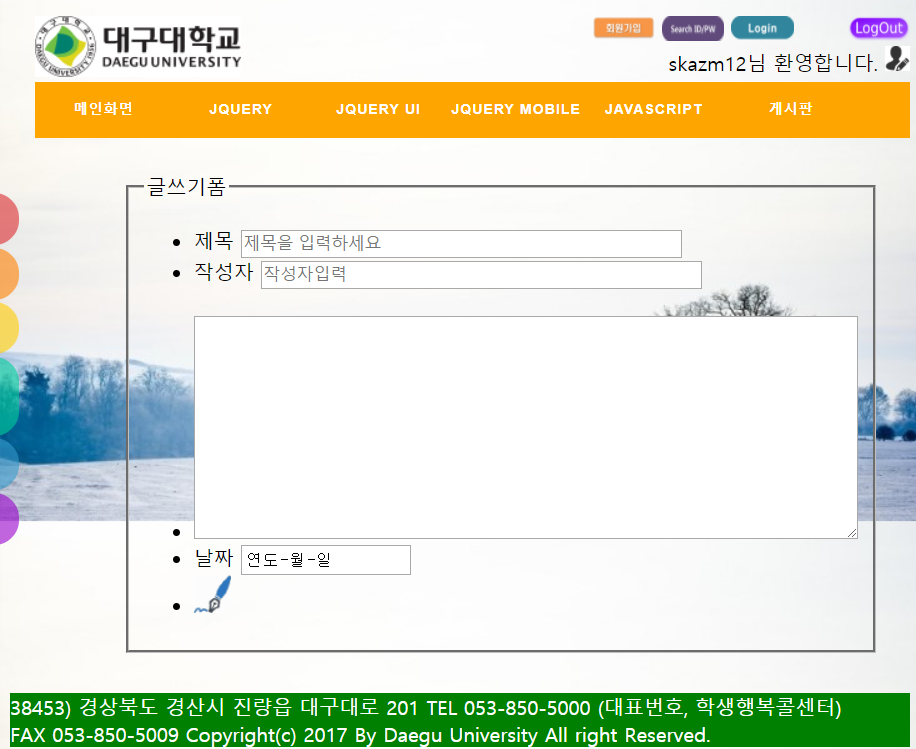 대구대학교
DAEGU UNIVERSITY
회원가입
Search ID/PW
Login
LogOut
skazm12님 환영합니다.
메인화면 JQUERY JQUERY UI JQUERY MOBILE JAVASCRIPT 게시판
글쓰기폼
제목 제목을 입력하세요
작성자 작성자입력
날짜 연도-월-일
38453) 경상북도 경산시 진량읍 대구대로 201 TEL 053-850-5000 (대표번호, 학생행복콜센터)
FAX 053-850-5009 Copyright(c) 2017 By Daegu University All right Reserved.